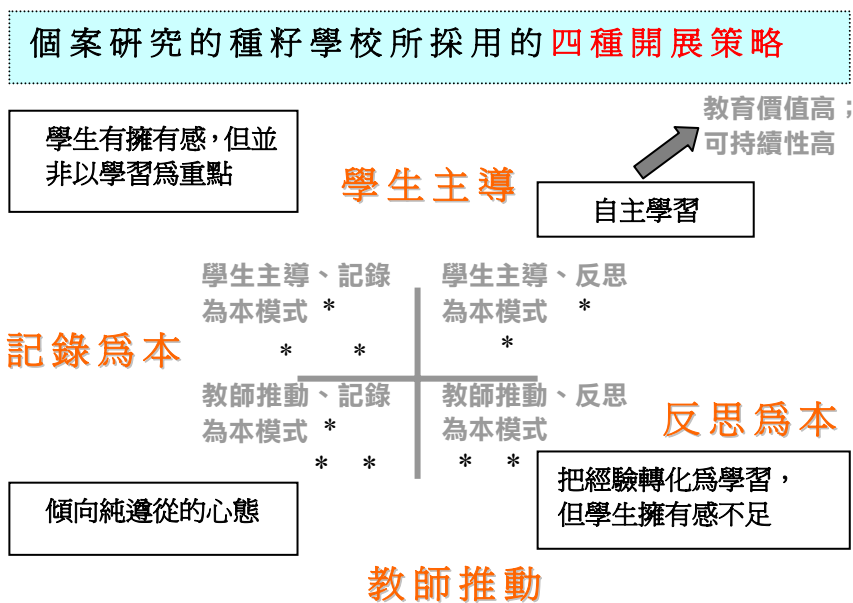 個案研究的種籽學校所採用的四種開展策略
教育價值高；
可持續性高
學生有擁有感，但並
非以學習爲重點
學生主導
自主學習
學生主導、記錄
為本模式 *
* *
學生主導、反思
為本模式 *
*
記錄爲本
教師推動、記錄
為本模式 *
* *
教師推動、反思
為本模式
* *
反思爲本
傾向純遵從的心態
把經驗轉化爲學習，
但學生擁有感不足
教師推動